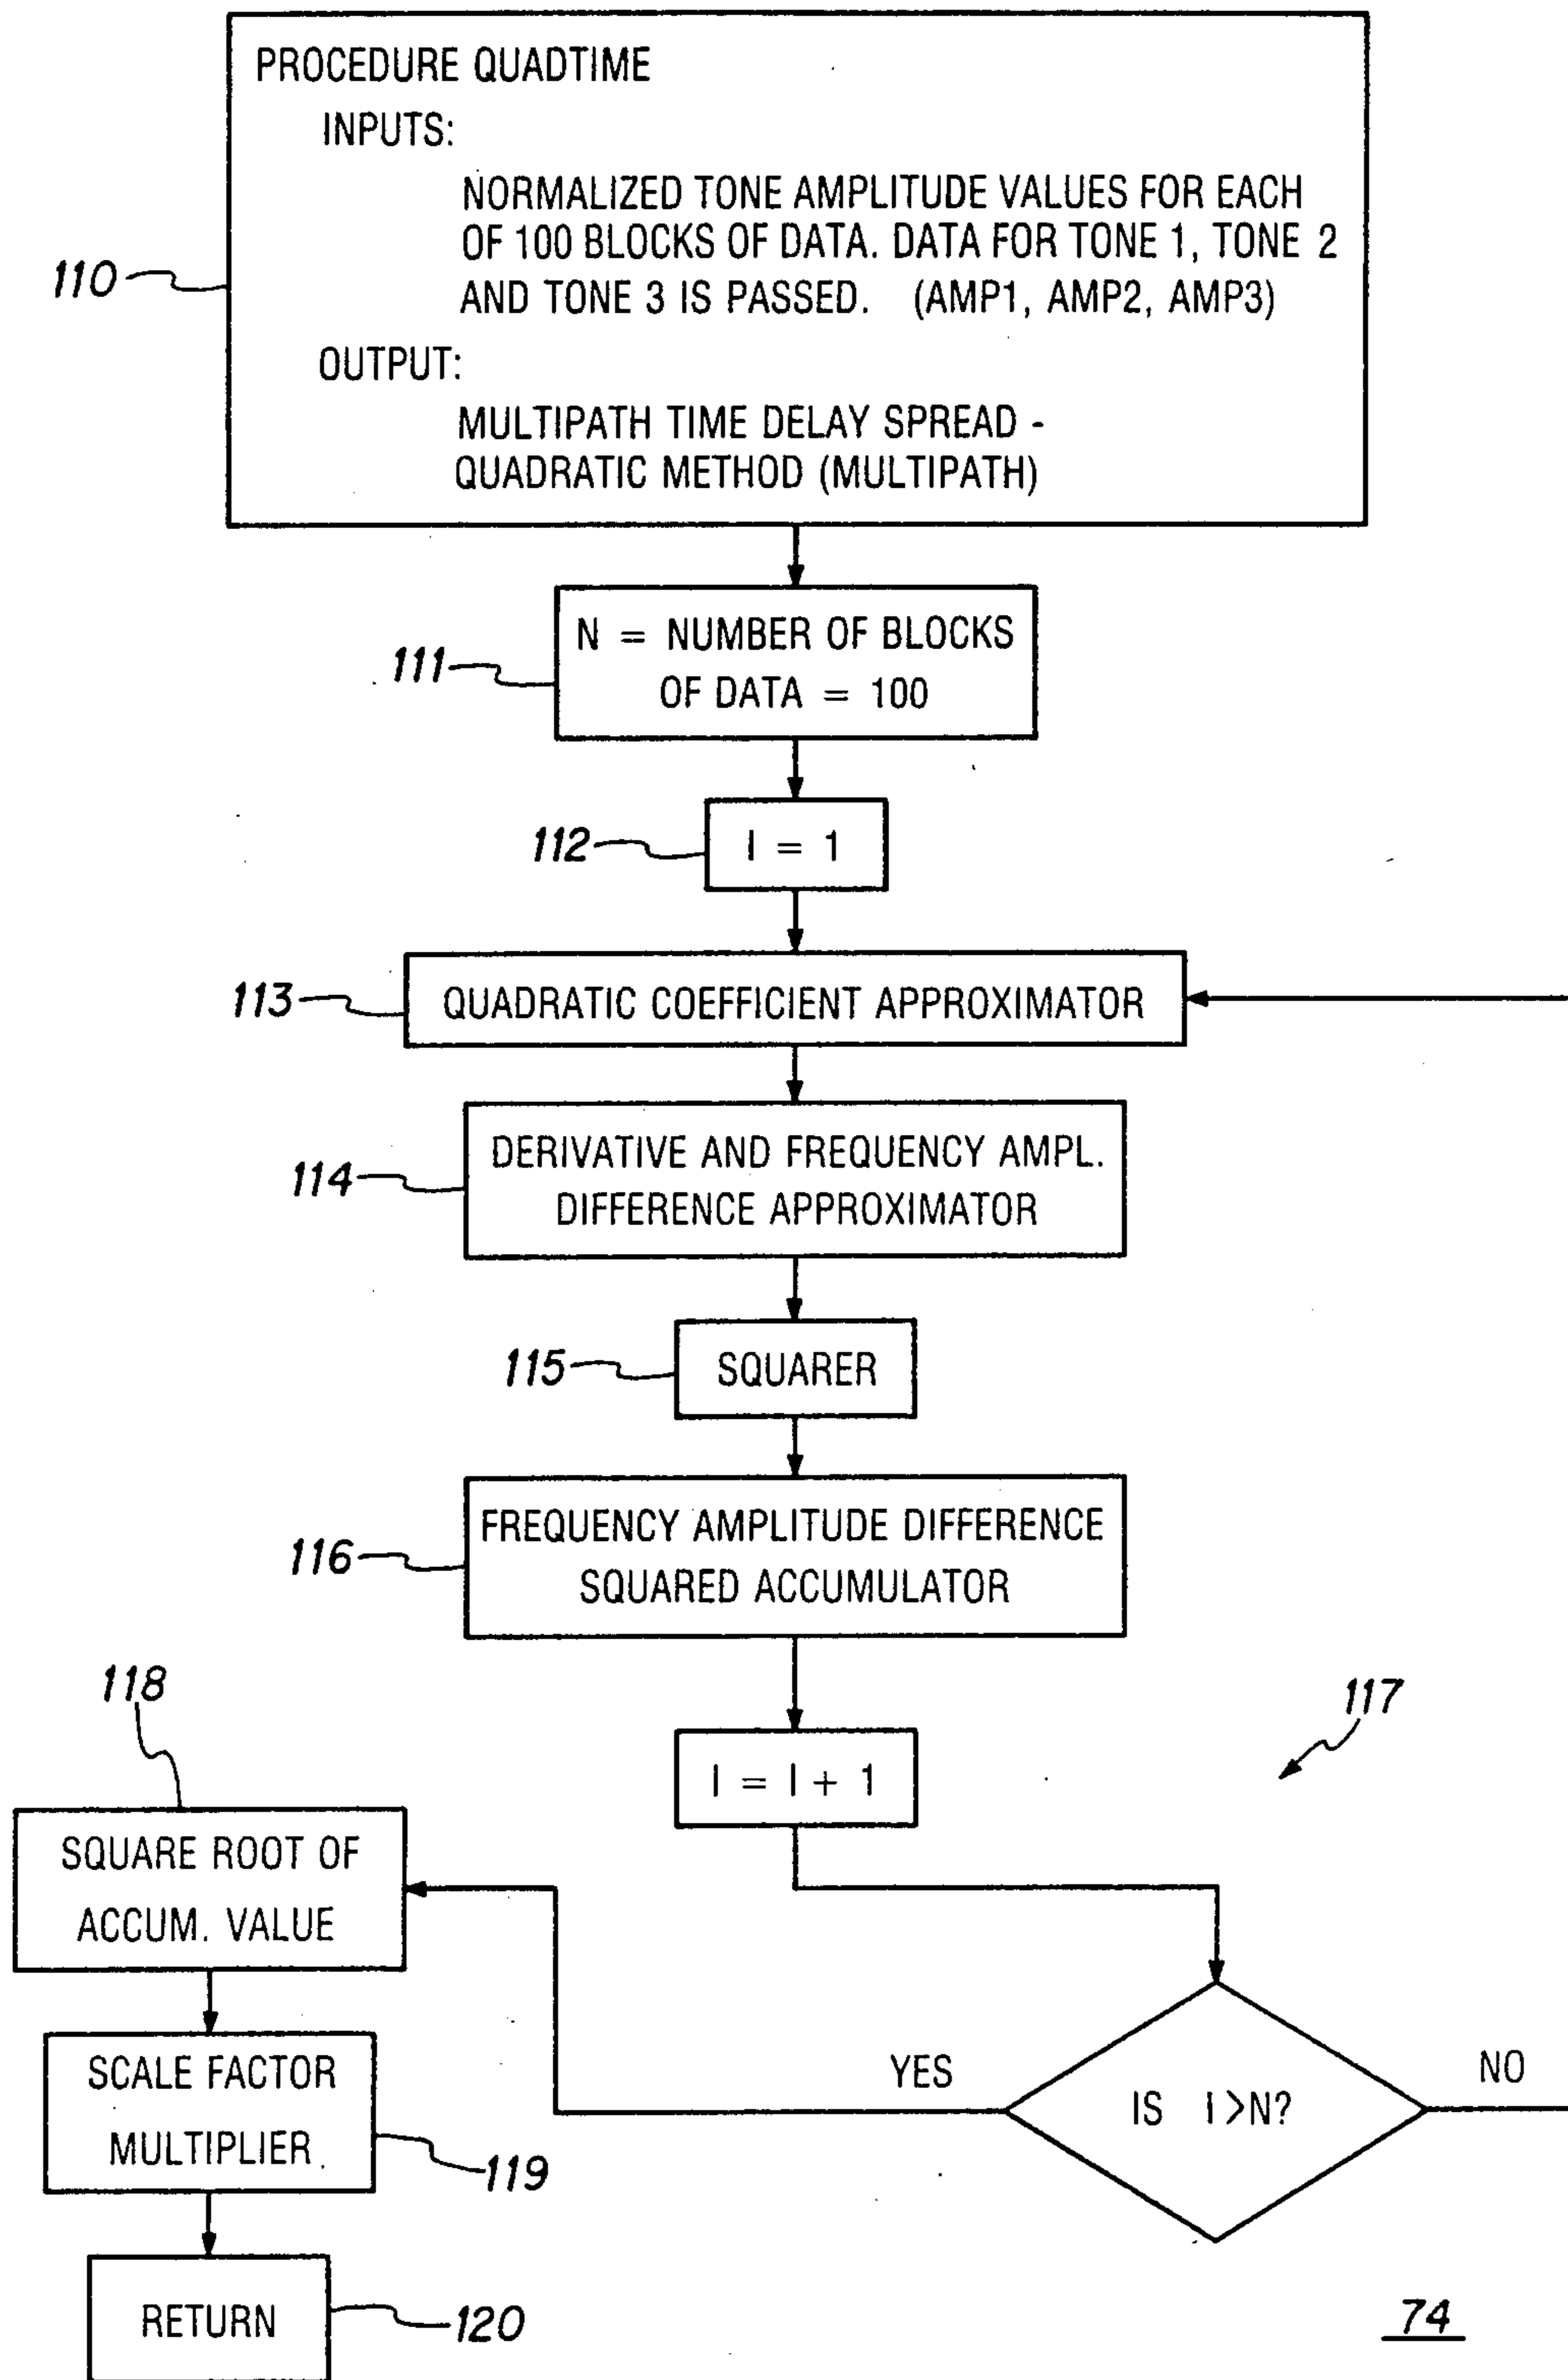 PROCEDURE QUADTIME
INPUTS:
NORMALIZED TONE AMPLITUDE VALUES FOR EACH
OF 100 BLOCKS OF DATA. DATA FOR TONE 1, TONE 2
AND TONE 3 IS PASSED. (AMP1, AMP2, AMP3)
110
OUTPUT:
MULTIPATH TIME DELAY SPREAD -
QUADRATIC METHOD (MULTIPATH)
N = NUMBER OF BLOCKS
OF DATA = 100
111
I = 1
112
QUADRATIC COEFFICIENT APPROXIMATOR
113
DERIVATIVE AND FREQUENCY AMPL.
DIFFERENCE APPROXIMATOR
114
SQUARER
115
FREQUENCY AMPLITUDE DIFFERENCE
SQUARED ACCUMULATOR
116
I = I + 1
117
IS I>N?
YES
NO
118
SQUARE ROOT OF
ACCUM. VALUE
SCALE FACTOR
MULTIPLIER
119
RETURN
120
74